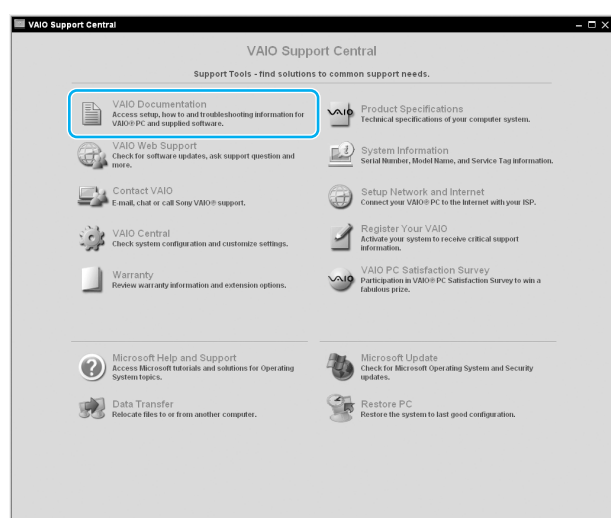 VAIO Support Central
VAIO Support Central
Support Tools - find solutions to common support needs.
VAIO Documentation
Access setup, how to and troubleshooting information for
VAIO® PC and supplied software.
VAIO Web Support
Check for software updates, ask support question and
more.
Contact VAIO
E-mail, chat or call Sony VAIO® support.
VAIO Central
Check system configuration and customize settings.
Warranty
Review warranty information and extension options.
VAIO
Product Specifications
Technical specifications of your computer system.
System Information
Serial Number, Model Name, and Service Tag information.
Setup Network and Internet
Connect your VAIO® PC to the Internet with your ISP.
Register Your VAIO
Activate your system to receive critical support
information.
VAIO
VAIO PC Satisfaction Survey
Participation in VAIO® PC Satisfaction Survey to win a
fabulous prize.
Microsoft Help and Support
Access Microsoft tutorials and solutions for Operating
System topics.
Data Transfer
Relocate files to or from another computer.
Microsoft Update
Check for Microsoft Operating System and Security
updates.
Restore PC
Restore the system to last good configuration.